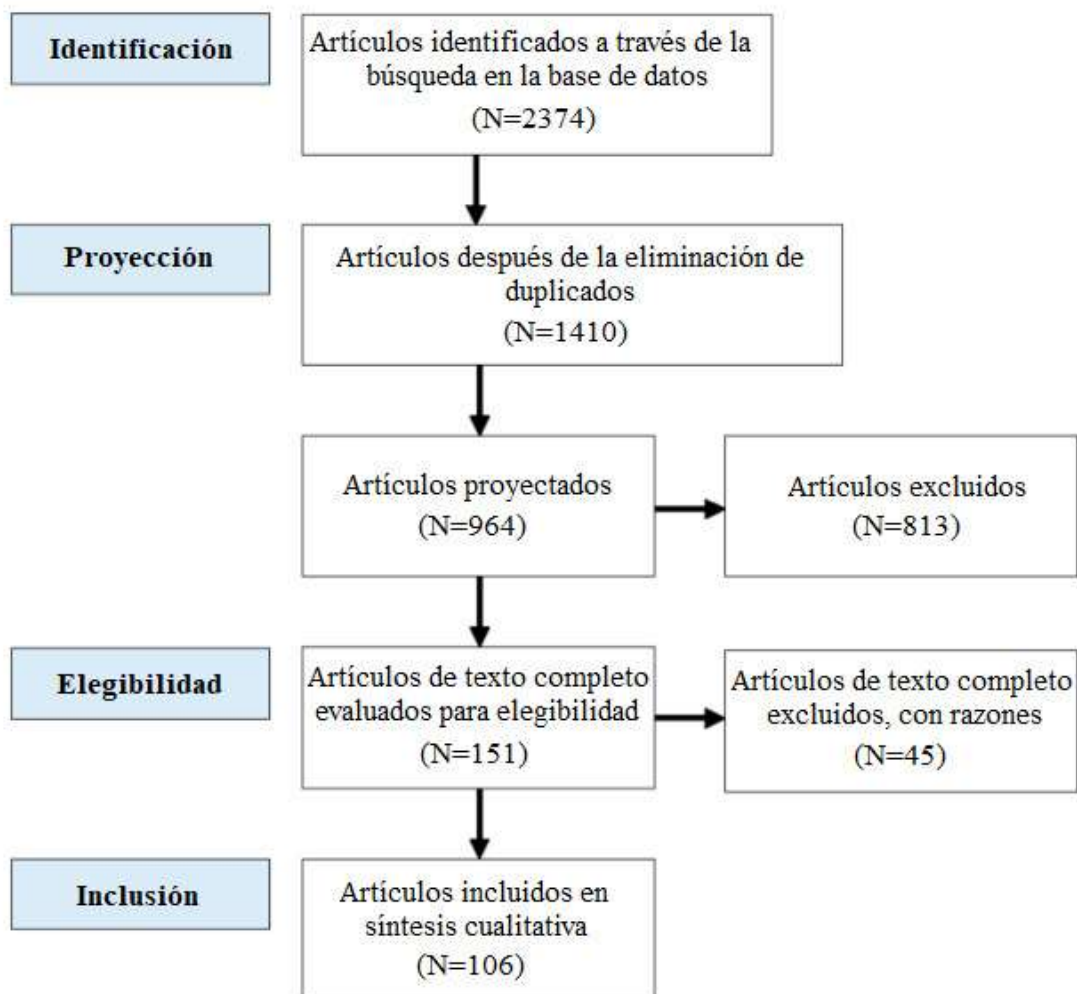 Identificación
Artículos identificados a través de la
búsqueda en la base de datos
(N=2374)
Proyección
Artículos después de la eliminación de
duplicados
(N=1410)
Artículos proyectados
(N=964)
Artículos excluidos
(N=813)
Elegibilidad
Artículos de texto completo
evaluados para elegibilidad
(N=151)
Artículos de texto completo
excluidos, con razones
(N=45)
Inclusión
Artículos incluidos en
síntesis cualitativa
(N=106)